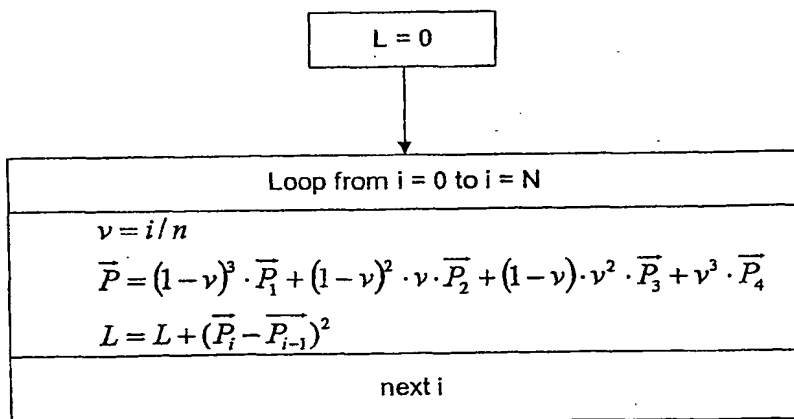 L = 0
Loop from i = 0 to i = N
ν = i / n
P⃗ = (1 − ν)³ · P⃗₁ + (1 − ν)² · ν · P⃗₂ + (1 − ν) · ν² · P⃗₃ + ν³ · P⃗₄
L = L + (P⃗ᵢ − P⃗ᵢ₋₁)²
next i